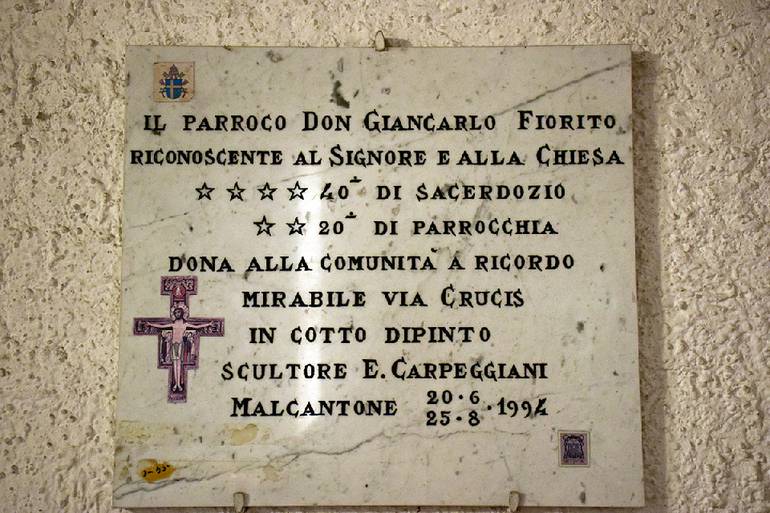 IL PARROCO DON GIANCARLO FIORITO
RICONOSCENTE AL SIGNORE E ALLA CHIESA
☆ ☆ ☆ ☆ 40° DI SACERDOZIO
☆ ☆ 20° DI PARROCCHIA
DONA ALLA COMUNITÀ A RICORDO
MIRABILE VIA CRUCIS
IN COTTO DIPINTO
SCULTORE E. CARPEGGIANI
MALCANTONE 20·6 25·8 ·1994